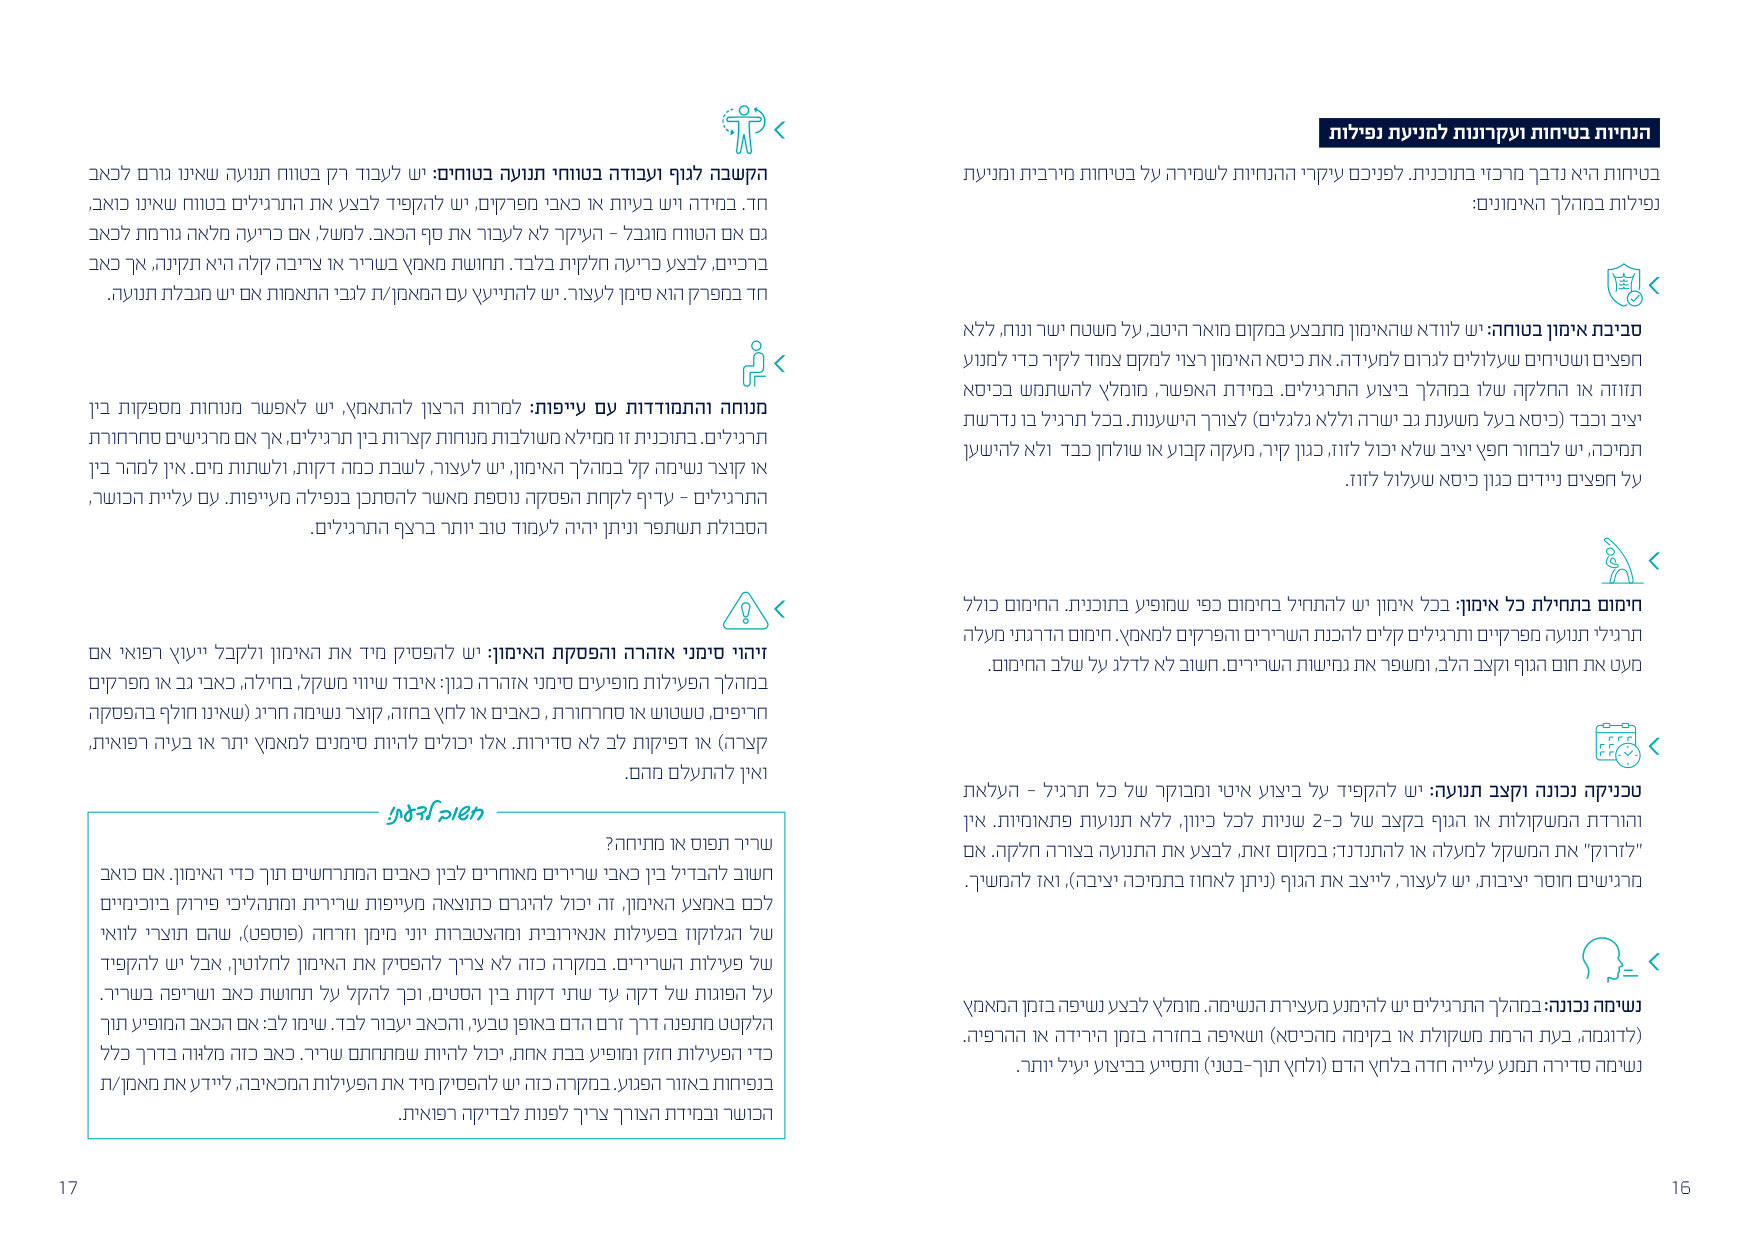 הנחיות בטיחות ועקרונות למניעת נפילות
בטיחות היא נדבך מרכזי בתוכנית. לפניכם עיקרי ההנחיות לשמירה על בטיחות מירבית ומניעת
נפילות במהלך האימונים:
סביבת אימון בטוחה: יש לוודא שהאימון מתבצע במקום מואר היטב, על משטח ישר ונוח, ללא
חפצים ושטיחים שעלולים לגרום למעידה. את כיסא האימון רצוי למקם צמוד לקיר כדי למנוע
תזוזה או החלקה שלו במהלך ביצוע התרגילים. במידת האפשר, מומלץ להשתמש בכיסא
יציב וכבד (כיסא בעל משענת גב ישרה וללא גלגלים) לצורך הישענות. בכל תרגיל בו נדרשת
תמיכה, יש לבחור חפץ יציב שלא יכול לזוז, כגון קיר, מעקה קבוע או שולחן כבד ולא להישען
על חפצים ניידים כגון כיסא שעלול לזוז.
חימום בתחילת כל אימון: בכל אימון יש להתחיל בחימום כפי שמופיע בתוכנית. החימום כולל
תרגילי תנועה מפרקיים ותרגילים קלים להכנת השרירים והפרקים למאמץ. חימום הדרגתי מעלה
מעט את חום הגוף וקצב הלב, ומשפר את גמישות השרירים. חשוב לא לדלג על שלב החימום.
טכניקה נכונה וקצב תנועה: יש להקפיד על ביצוע איטי ומבוקר של כל תרגיל - העלאת
והורדת המשקולות או הגוף בקצב של כ-2 שניות לכל כיוון, ללא תנועות פתאומיות. אין
"לזרוק" את המשקל למעלה או להתנדנד; במקום זאת, לבצע את התנועה בצורה חלקה. אם
מרגישים חוסר יציבות, יש לעצור, לייצב את הגוף (ניתן לאחוז בתמיכה יציבה), ואז להמשיך.
נשימה נכונה: במהלך התרגילים יש להימנע מעצירת הנשימה. מומלץ לבצע נשיפה בזמן המאמץ
(לדוגמה, בעת הרמת משקולת או בקימה מהכיסא) ושאיפה בחזרה בזמן הירידה או ההרפיה.
נשימה סדירה תמנע עלייה חדה בלחץ הדם (ולחץ תוך-בטני) ותסייע בביצוע יעיל יותר.
16
הקשבה לגוף ועבודה בטווחי תנועה בטוחים: יש לעבוד רק בטווח תנועה שאינו גורם לכאב
חד. במידה ויש בעיות או כאבי מפרקים, יש להקפיד לבצע את התרגילים בטווח שאינו כואב,
גם אם הטווח מוגבל - העיקר לא לעבור את סף הכאב. למשל, אם כריעה מלאה גורמת לכאב
ברכיים, לבצע כריעה חלקית בלבד. תחושת מאמץ בשריר או צריבה קלה היא תקינה, אך כאב
חד במפרק הוא סימן לעצור. יש להתייעץ עם המאמן/ת לגבי התאמות אם יש מגבלת תנועה.
מנוחה והתמודדות עם עייפות: למרות הרצון להתאמץ, יש לאפשר מנוחות מספקות בין
תרגילים. בתוכנית זו ממילא משולבות מנוחות קצרות בין תרגילים, אך אם מרגישים סחרחורת
או קוצר נשימה קל במהלך האימון, יש לעצור, לשבת כמה דקות, ולשתות מים. אין למהר בין
התרגילים - עדיף לקחת הפסקה נוספת מאשר להסתכן בנפילה מעייפות. עם עליית הכושר,
הסבולת תשתפר וניתן יהיה לעמוד טוב יותר ברצף התרגילים.
זיהוי סימני אזהרה והפסקת האימון: יש להפסיק מיד את האימון ולקבל ייעוץ רפואי אם
במהלך הפעילות מופיעים סימני אזהרה כגון: איבוד שיווי משקל, בחילה, כאבי גב או מפרקים
חריפים, טשטוש או סחרחורת , כאבים או לחץ בחזה, קוצר נשימה חריג (שאינו חולף בהפסקה
קצרה) או דפיקות לב לא סדירות. אלו יכולים להיות סימנים למאמץ יתר או בעיה רפואית,
ואין להתעלם מהם.
חשוב לדעת!
שריר תפוס או מתיחה?
חשוב להבדיל בין כאבי שרירים מאוחרים לבין כאבים המתרחשים תוך כדי האימון. אם כואב
לכם באמצע האימון, זה יכול להיגרם כתוצאה מעייפות שרירית ומתהליכי פירוק ביוכימיים
של הגלוקוז בפעילות אנאירובית ומהצטברות יוני מימן וזרחה (פוספט), שהם תוצרי לוואי
של פעילות השרירים. במקרה כזה לא צריך להפסיק את האימון לחלוטין, אבל יש להקפיד
על הפוגות של דקה עד שתי דקות בין הסטים, וכך להקל על תחושת כאב ושריפה בשריר.
הלקטט מתפנה דרך זרם הדם באופן טבעי, והכאב יעבור לבד. שימו לב: אם הכאב המופיע תוך
כדי הפעילות חזק ומופיע בבת אחת, יכול להיות שמתחתם שריר. כאב כזה מלוּוה בדרך כלל
בנפיחות באזור הפגוע. במקרה כזה יש להפסיק מיד את הפעילות המכאיבה, ליידע את מאמן/ת
הכושר ובמידת הצורך צריך לפנות לבדיקה רפואית.
17